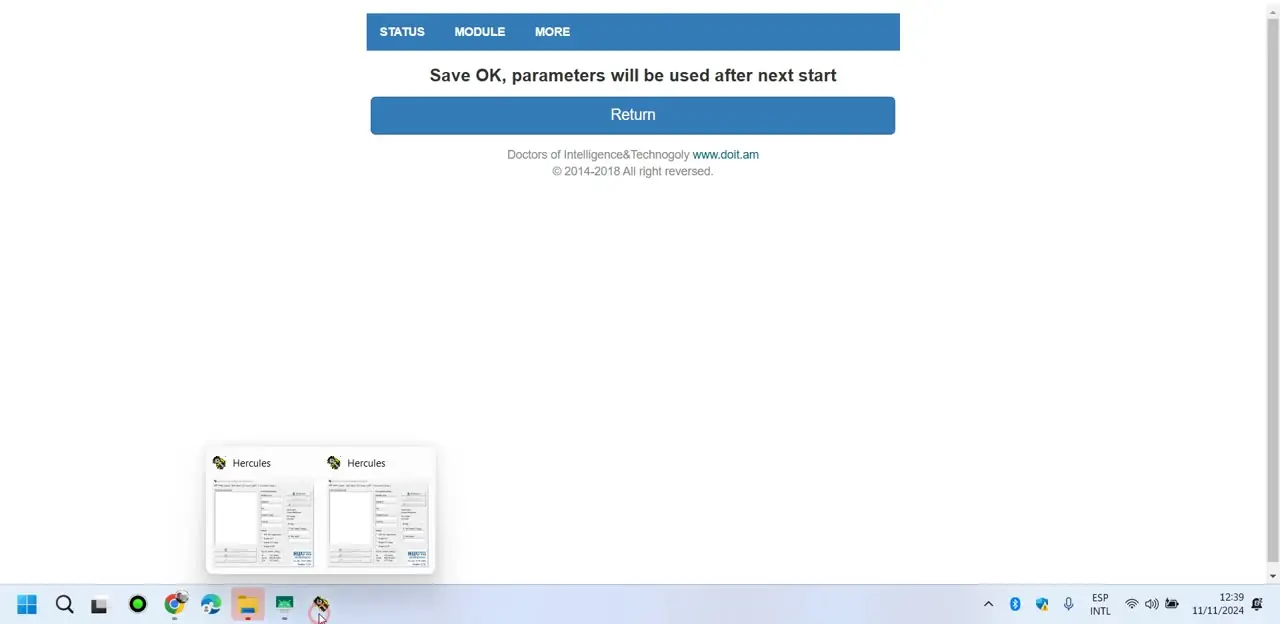 STATUS MODULE MORE
Save OK, parameters will be used after next start
Return
Doctors of Intelligence&Technogoly www.doit.am
© 2014-2018 All right reversed.
Hercules Hercules
ESP
INTL
12:39
11/11/2024